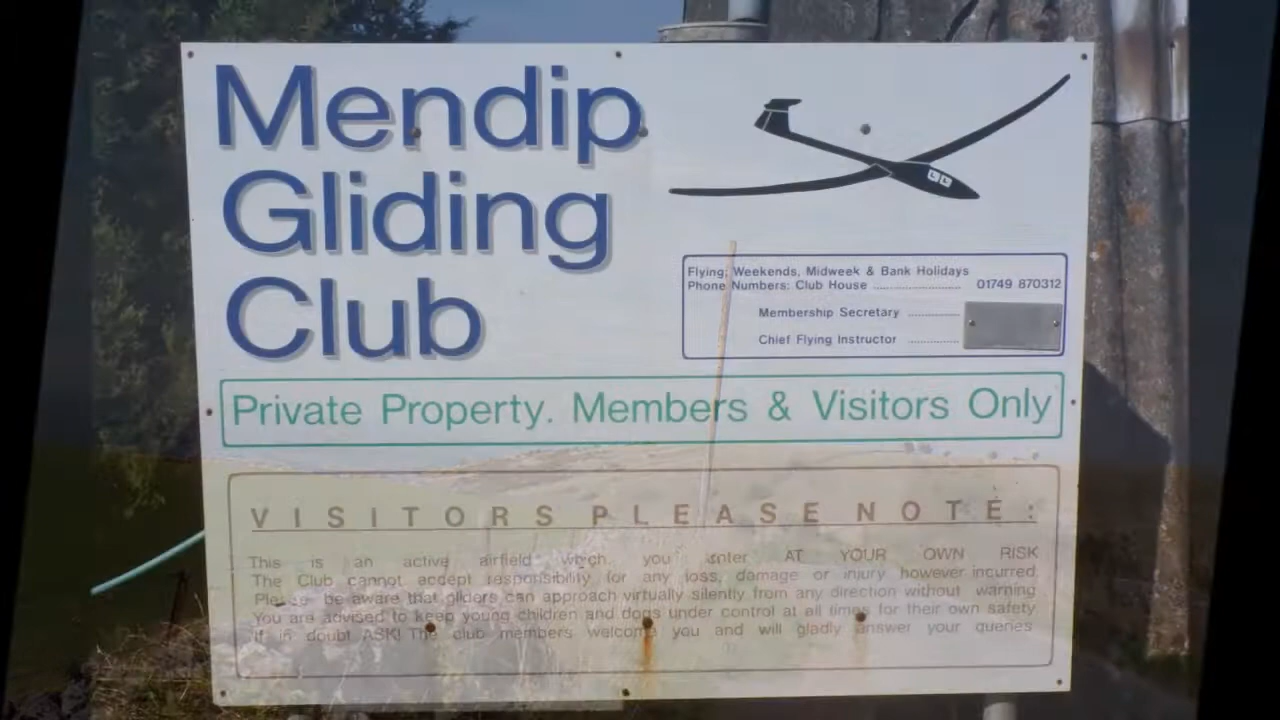 Mendip
Gliding
Club
Flying: Weekends, Midweek & Bank Holidays
Phone Numbers: Club House .................... 01749 870312
Membership Secretary ............
Chief Flying Instructor ............
Private Property. Members & Visitors Only
VISITORS PLEASE NOTE:
This is an active airfield which you enter AT YOUR OWN RISK
The Club cannot accept responsibility for any loss, damage or injury however incurred.
Please be aware that gliders can approach virtually silently from any direction without warning
You are advised to keep young children and dogs under control at all times for their own safety
If in doubt ASK! The club members welcome you and will gladly answer your queries